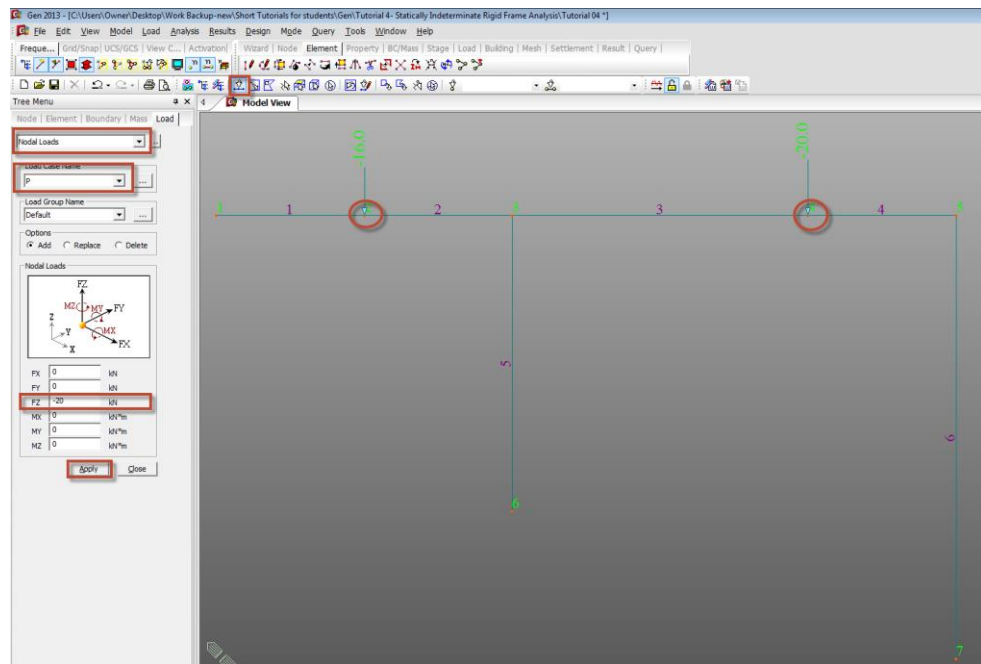 Gen 2013 - [C:\Users\Owner\Desktop\Work Backup-new\Short Tutorials for students\Gen\Tutorial 4- Statically Indeterminate Rigid Frame Analysis\Tutorial 04 *]
File Edit View Model Load Analysis Results Design Mode Query Tools Window Help
Freque... Grid/Snap UCS/GCS View C... Activation Wizard Node Element Property BC/Mass Stage Load Building Mesh Settlement Result Query
Tree Menu
Model View
Node Element Boundary Mass Load
Nodal Loads
Load Case Name
P
...
Load Group Name
Default
...
Options
Add Replace Delete
Nodal Loads
FZ
MZ MY FY
Z Y MX
X FX
FX 0 kN
FY 0 kN
FZ -20 kN
MX 0 kN*m
MY 0 kN*m
MZ 0 kN*m
Apply Close
-16.0
-20.0
1 1 2 3 3 4 5
5
6
6
7